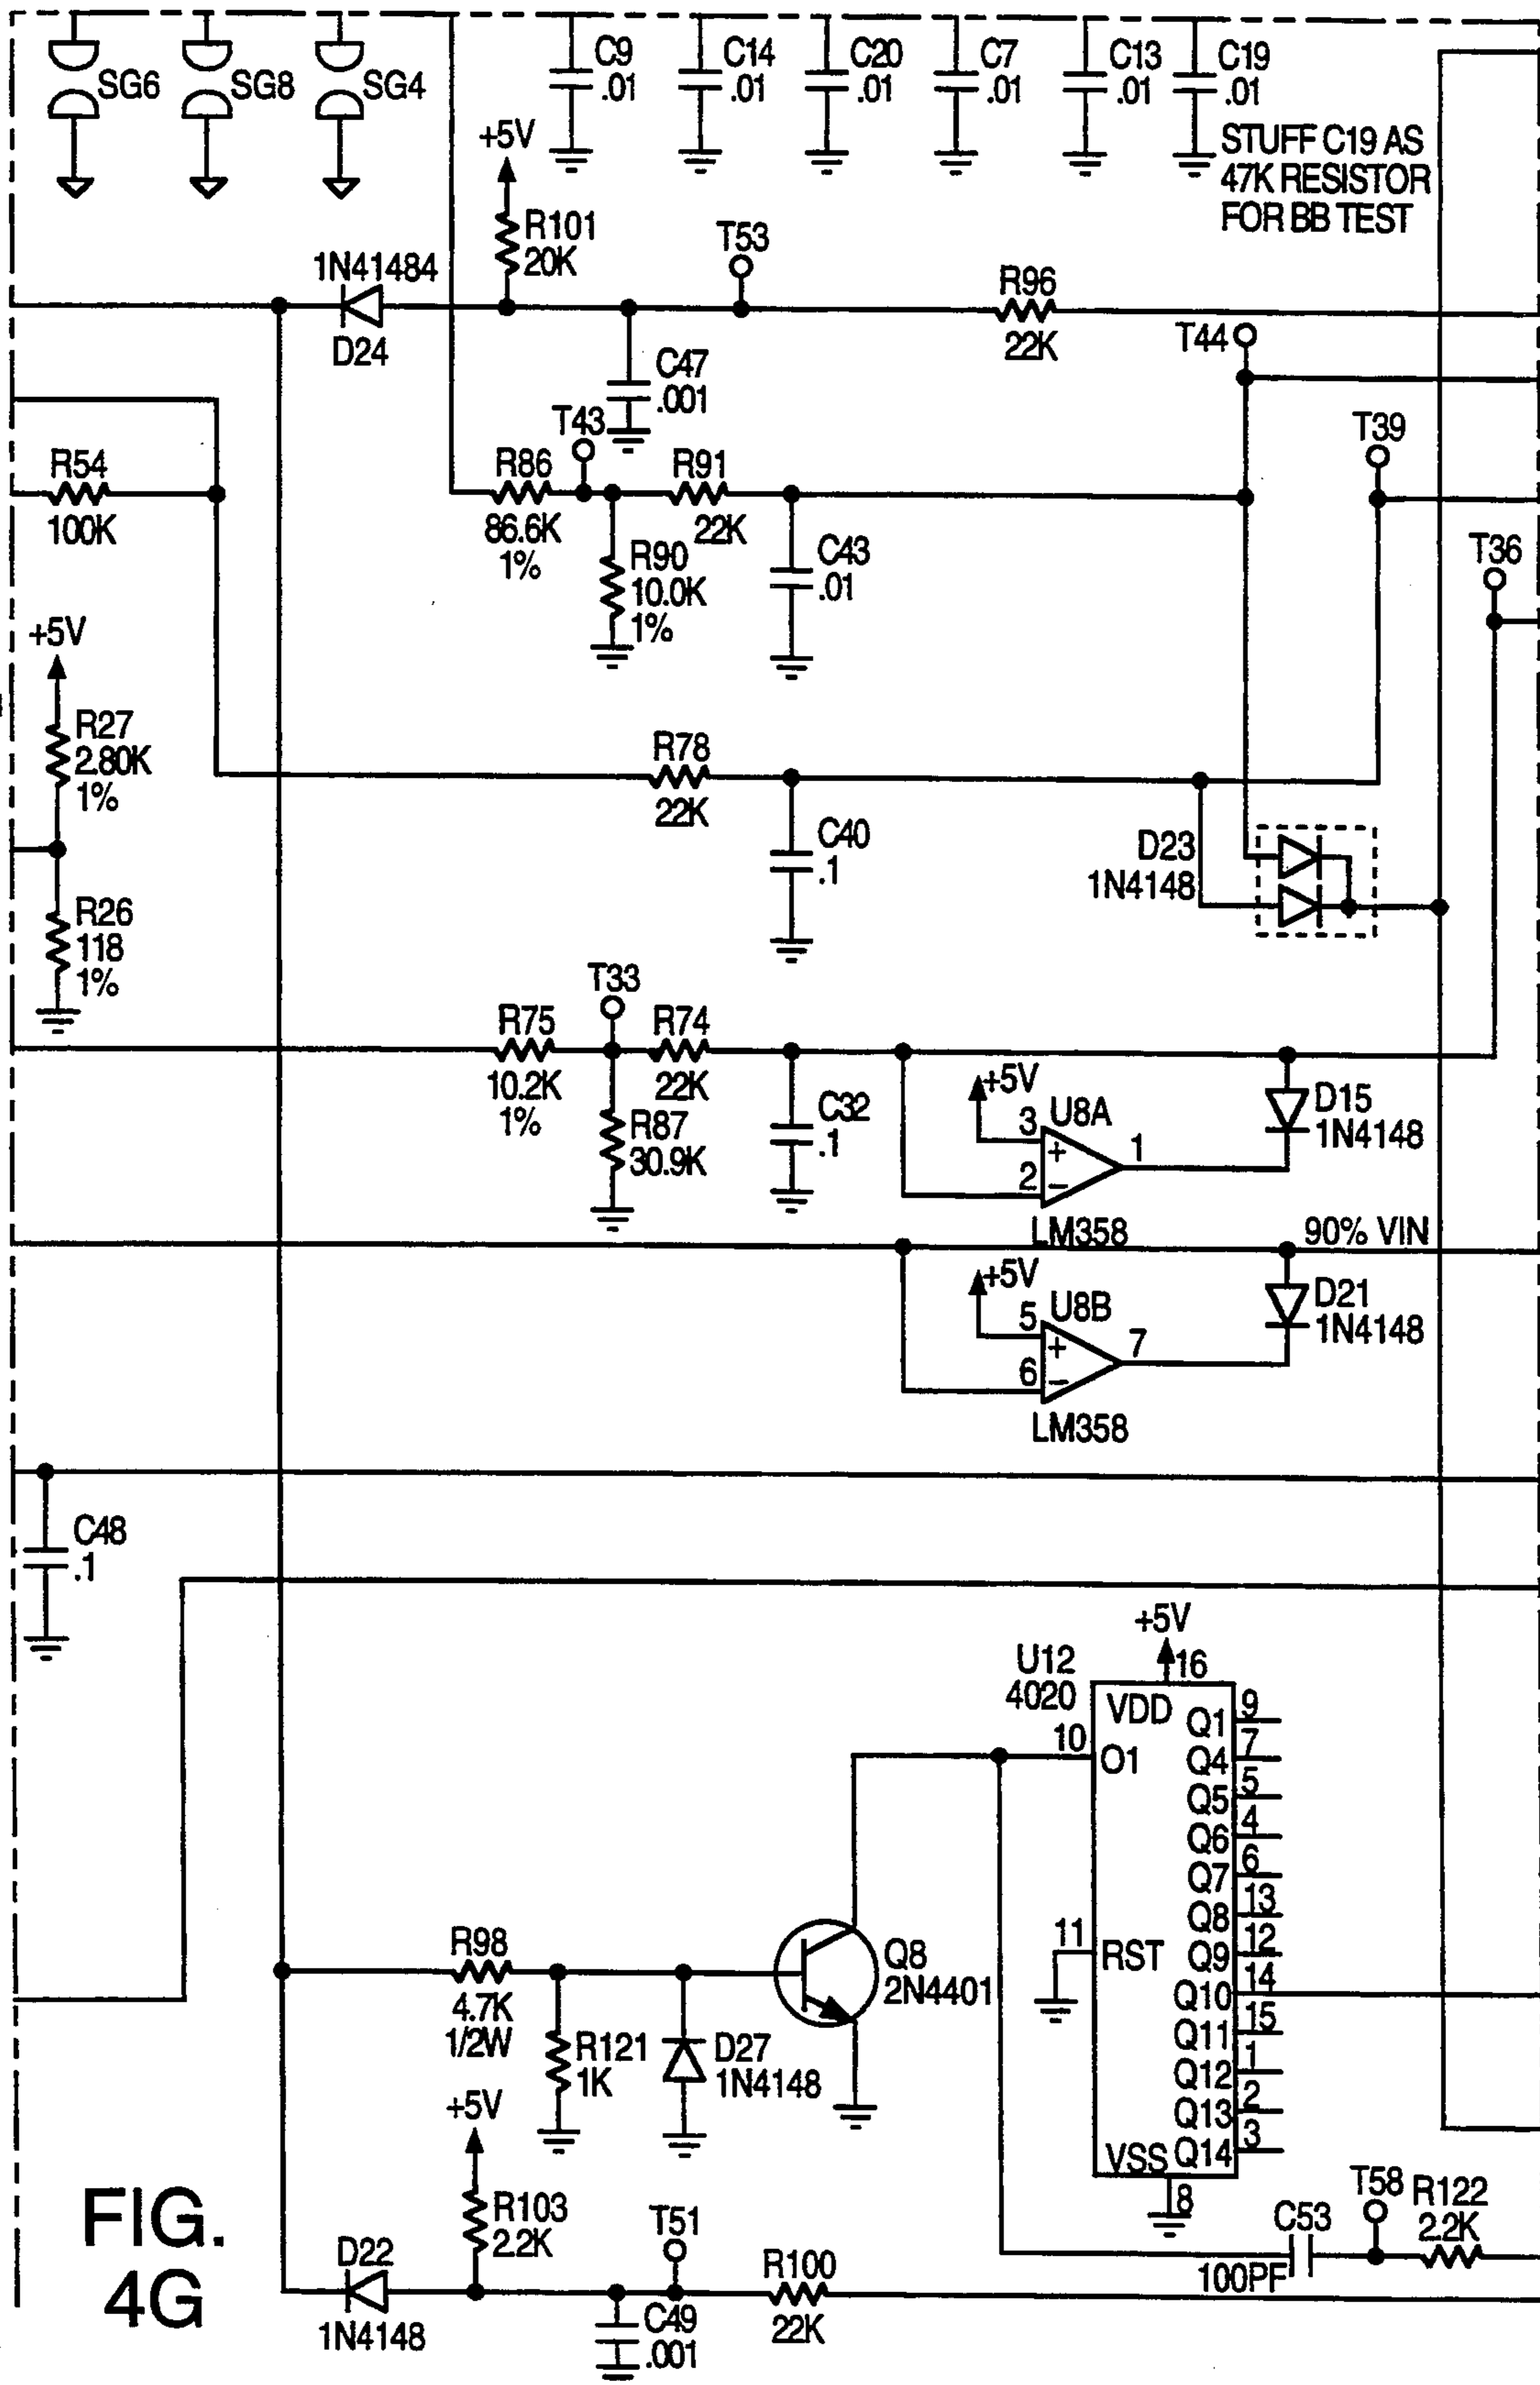 SG6
SG8
SG4
C9
.01
C14
.01
C20
.01
C7
.01
C13
.01
C19
.01
STUFF C19 AS
47K RESISTOR
FOR BB TEST
+5V
R101
20K
T53
1N41484
D24
R96
22K
T44
C47
.001
T43
T39
R54
100K
R86
86.6K
1%
R91
22K
R90
10.0K
1%
C43
.01
T36
+5V
R27
2.80K
1%
R78
22K
C40
.1
D23
1N4148
R26
118
1%
T33
R75
10.2K
1%
R74
22K
R87
30.9K
C32
.1
+5V
3
U8A
+
2
–
1
LM358
D15
1N4148
90% VIN
+5V
5
U8B
+
6
–
7
LM358
D21
1N4148
C48
.1
+5V
U12
4020
16
VDD
10
O1
11
RST
VSS
8
Q1 9
Q4 7
Q5 5
Q6 4
Q7 6
Q8 13
Q9 12
Q10 14
Q11 15
Q12 1
Q13 2
Q14 3
R98
4.7K
1/2W
Q8
2N4401
R121
1K
D27
1N4148
+5V
R103
2.2K
T51
D22
1N4148
C49
.001
R100
22K
C53
100PF
T58
R122
2.2K
FIG.
4G